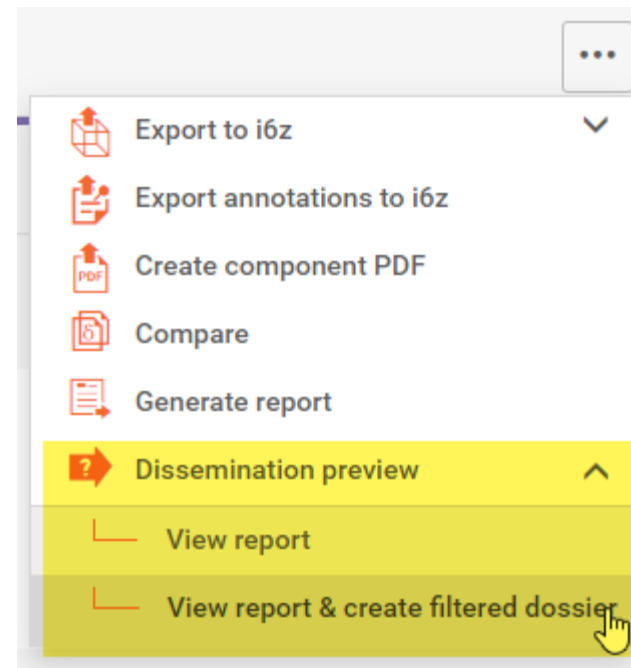 Export to i6z
Export annotations to i6z
PDF
Create component PDF
δ
Compare
Generate report
?
Dissemination preview
View report
View report & create filtered dossier